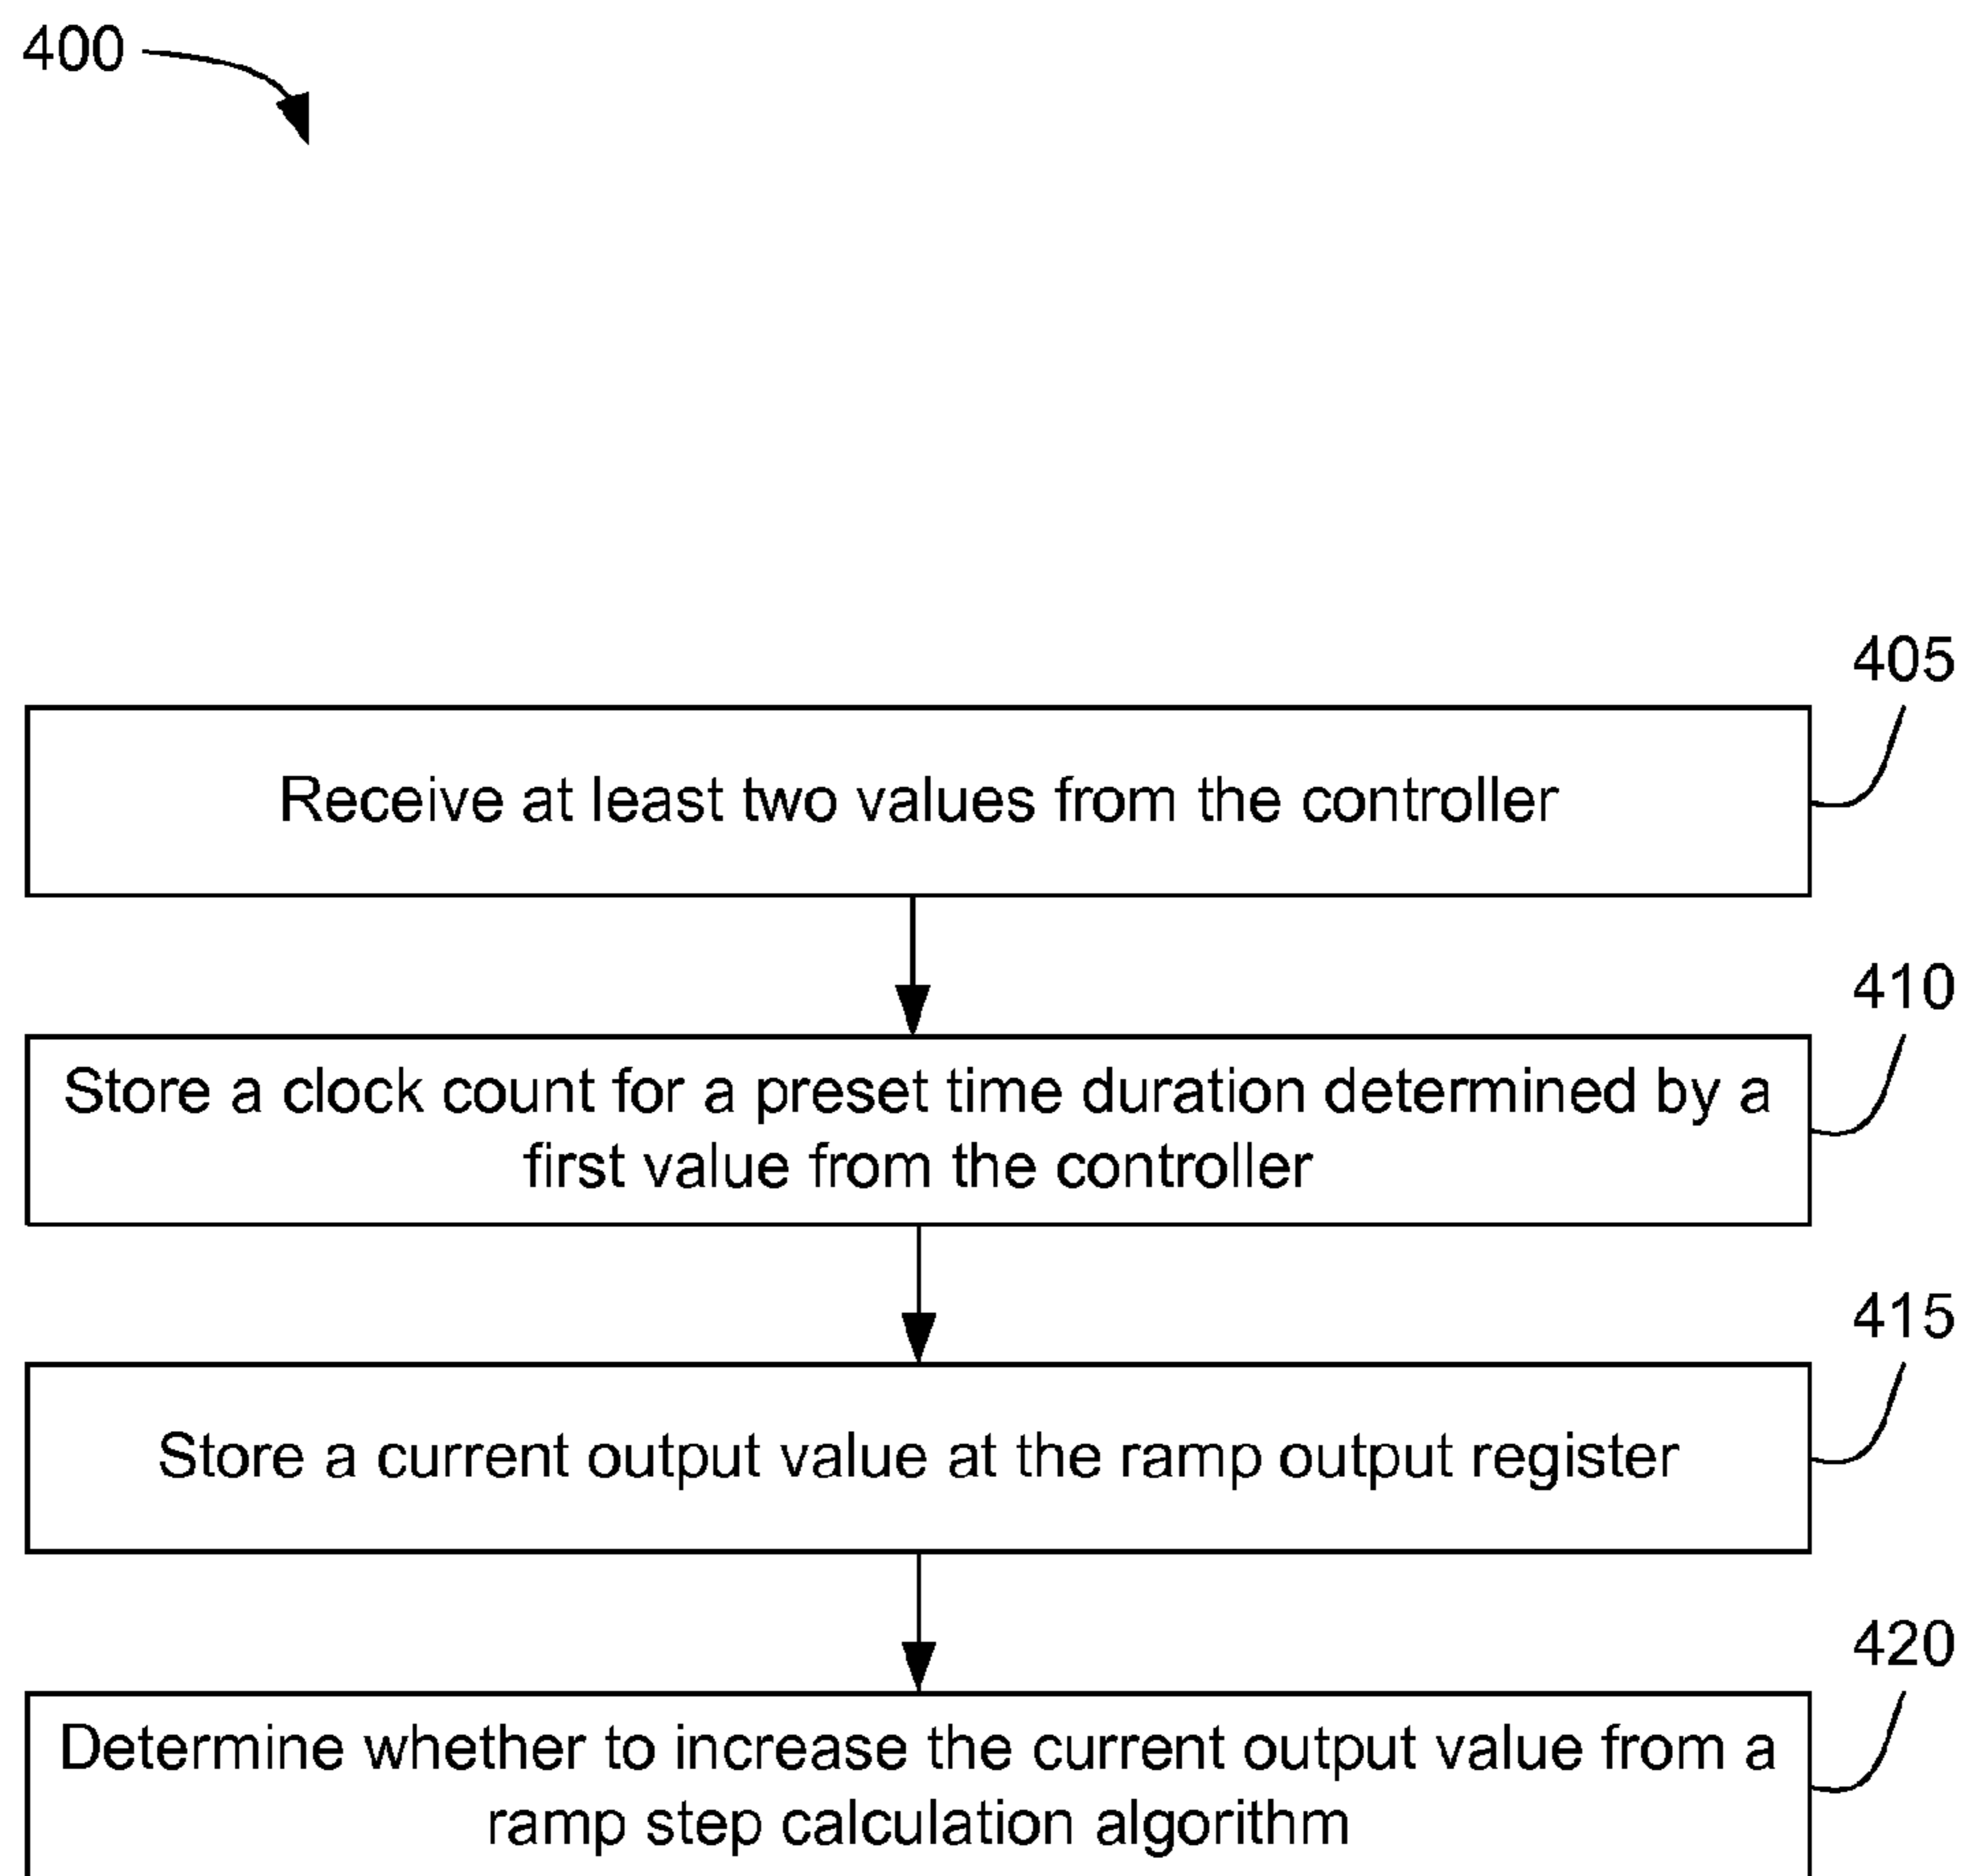 400
405
Receive at least two values from the controller
410
Store a clock count for a preset time duration determined by a
first value from the controller
415
Store a current output value at the ramp output register
420
Determine whether to increase the current output value from a
ramp step calculation algorithm